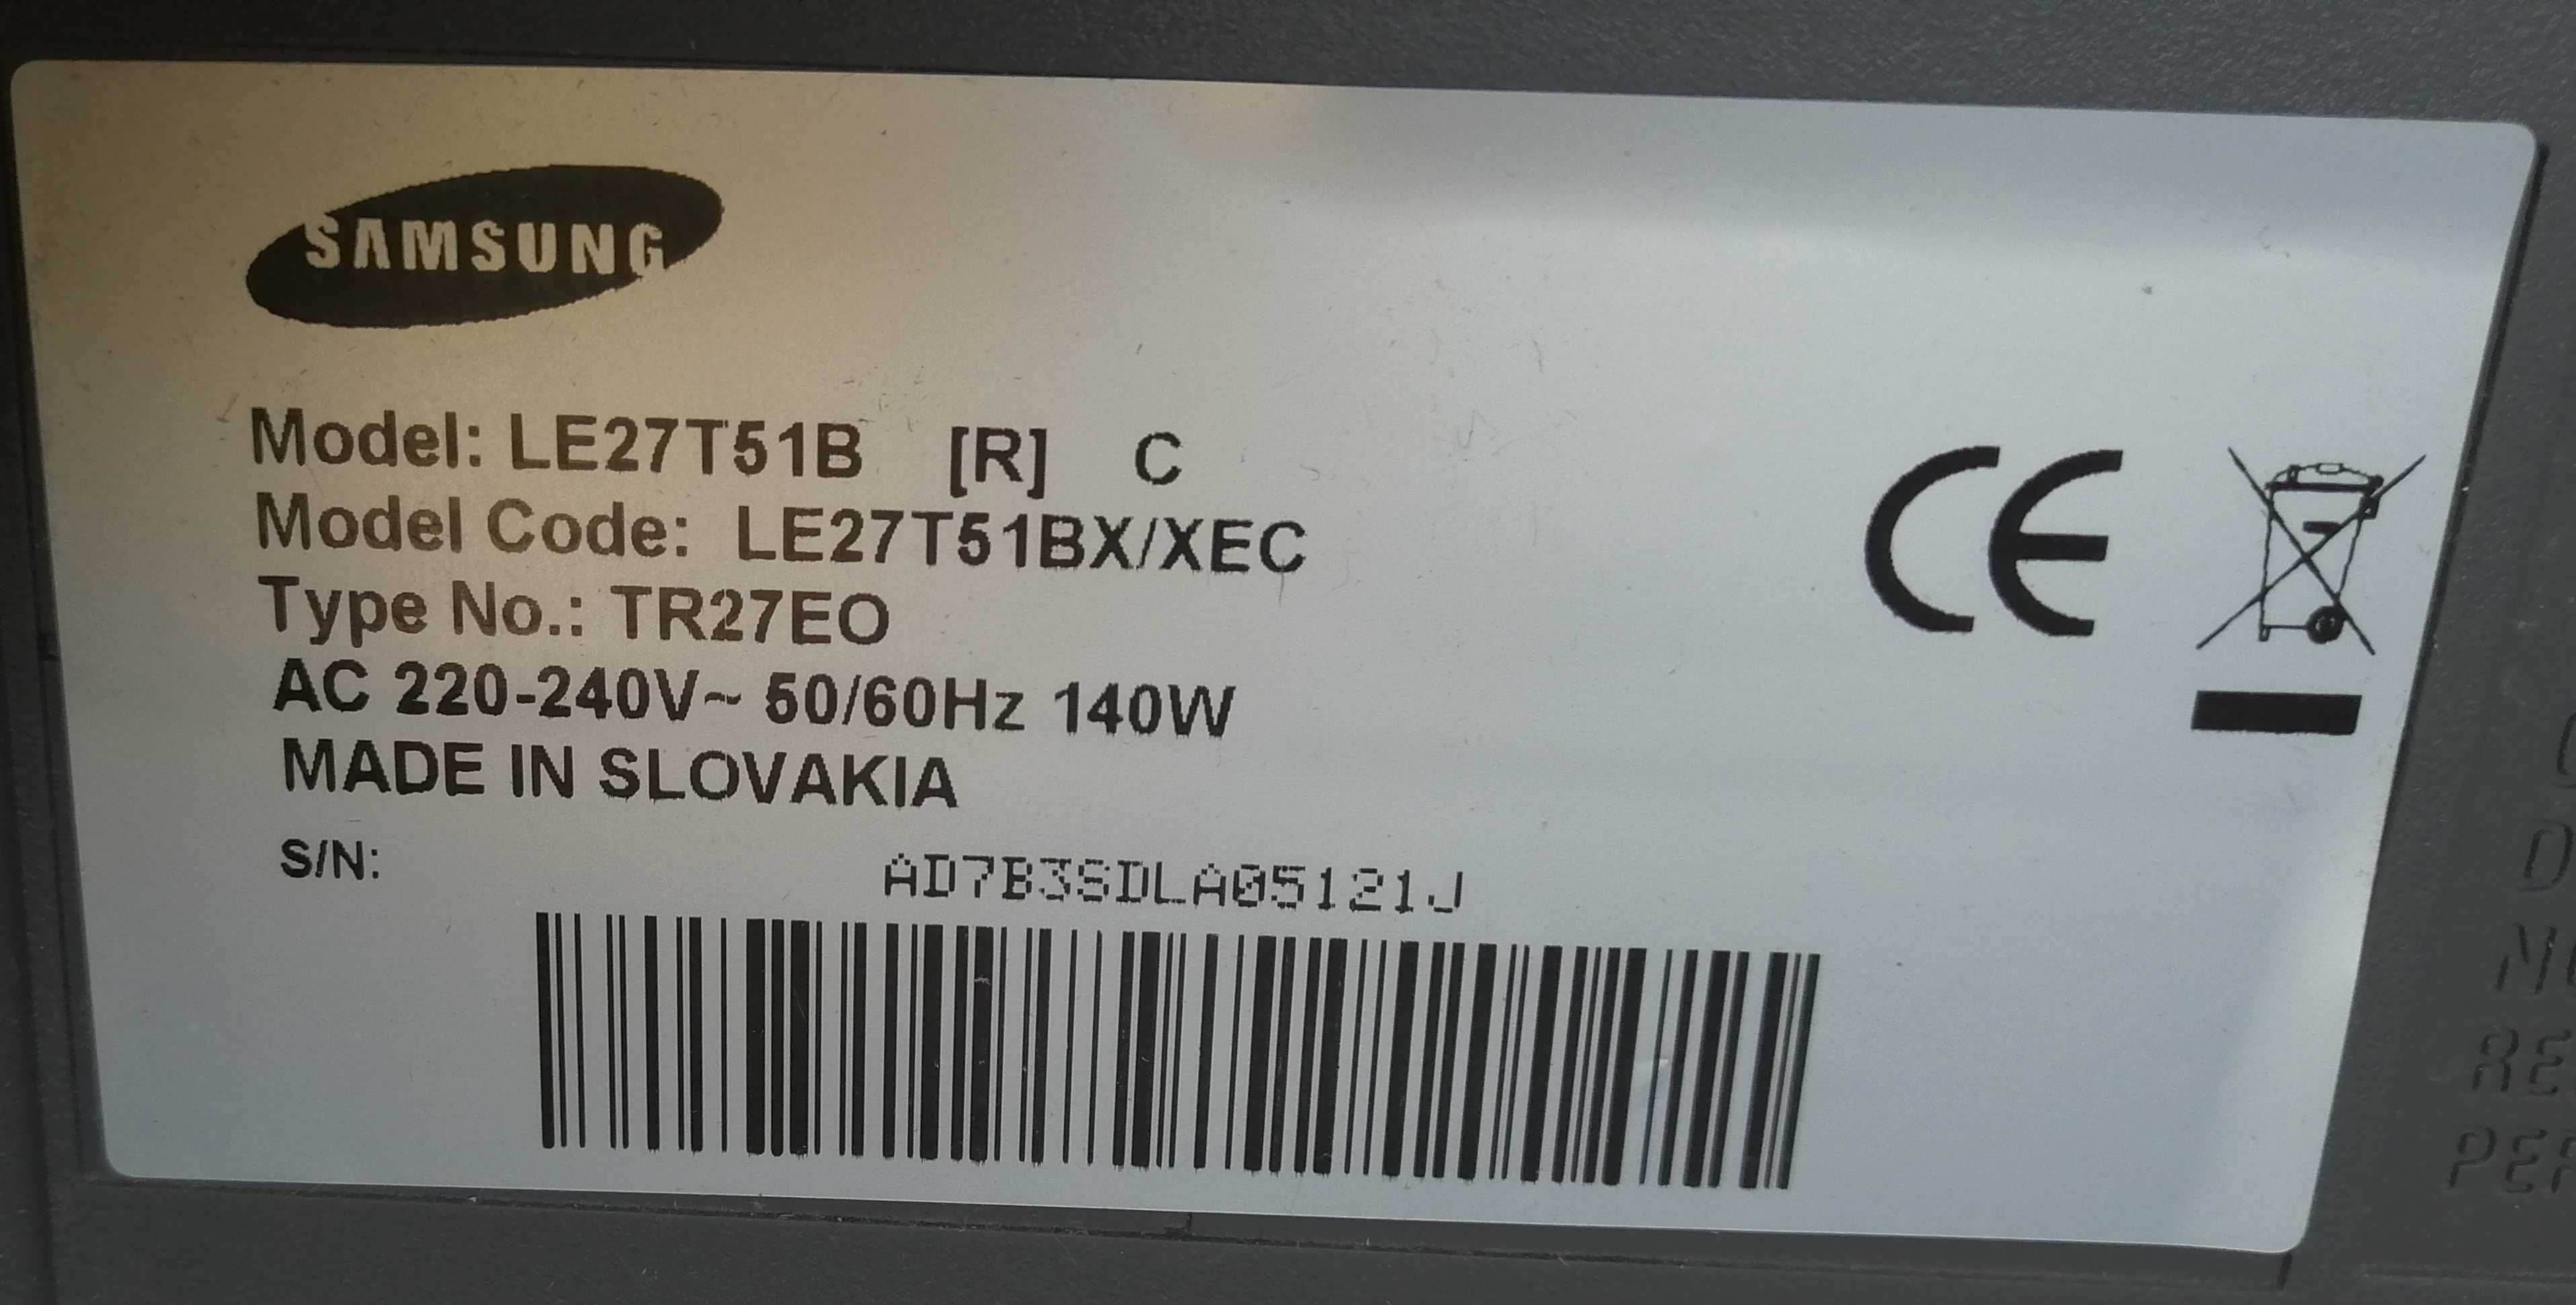 SAMSUNG
Model: LE27T51B [R] C
Model Code: LE27T51BX/XEC
Type No.: TR27EO
AC 220-240V~ 50/60Hz 140W
MADE IN SLOVAKIA
S/N:
AD7B3SDLA05121J
CE